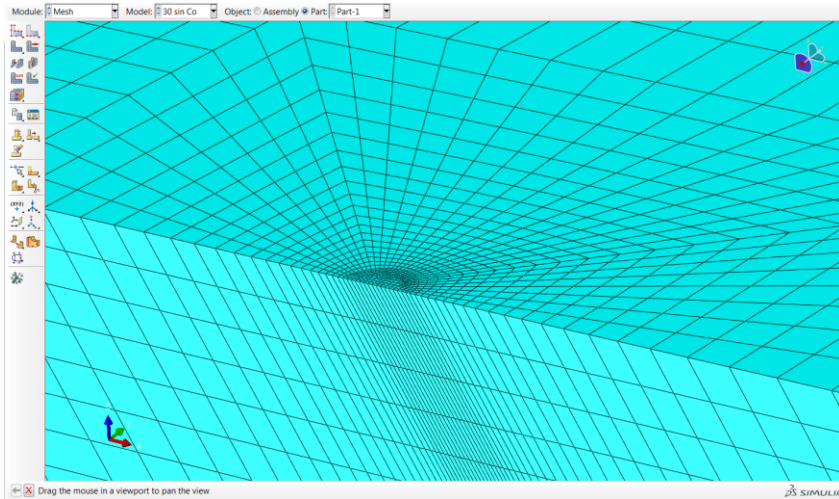 Module: Mesh Model: 30 sin Co Object: Assembly Part: Part-1
Drag the mouse in a viewport to pan the view
SIMULI